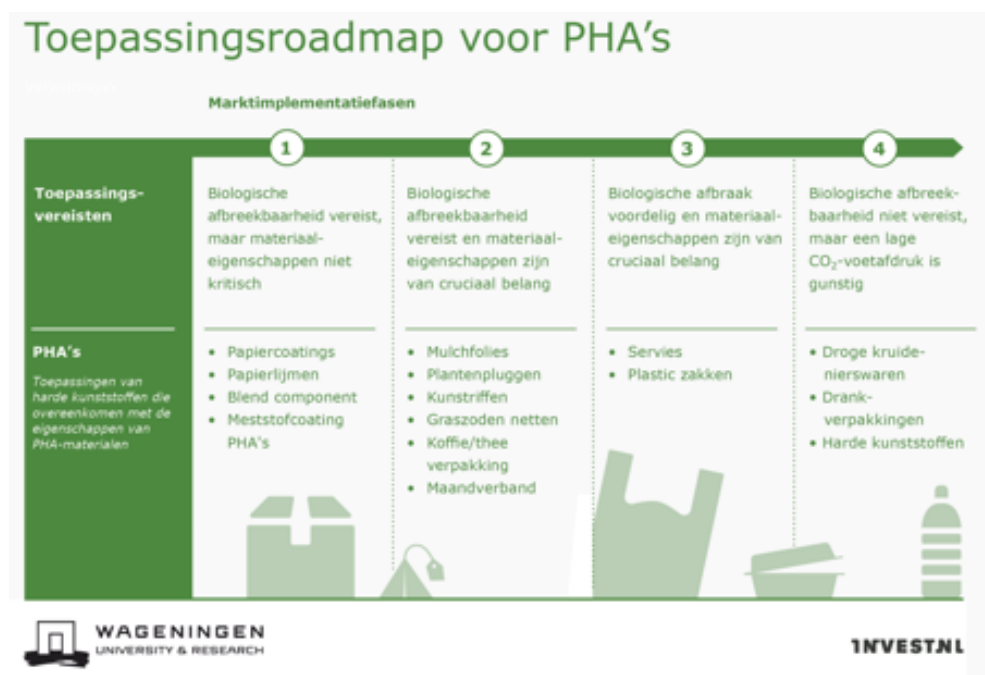 Toepassingsroadmap voor PHA's
Marktimplementatiefasen
1
2
3
4
Toepassings-
vereisten
Biologische
afbreekbaarheid vereist,
maar materiaal-
eigenschappen niet
kritisch
Biologische
afbreekbaarheid
vereist en materiaal-
eigenschappen zijn
van cruciaal belang
Biologische afbraak
voordelig en materiaal-
eigenschappen zijn van
cruciaal belang
Biologische afbreek-
baarheid niet vereist,
maar een lage
CO₂-voetafdruk is
gunstig
PHA's
Toepassingen van
harde kunststoffen die
overeenkomen met de
eigenschappen van
PHA-materialen
• Papiercoatings
• Papierlijmen
• Blend component
• Meststofcoating
PHA's
• Mulchfolies
• Plantenpluggen
• Kunstriffen
• Graszoden netten
• Koffie/thee
verpakking
• Maandverband
• Servies
• Plastic zakken
• Droge kruide-
nierswaren
• Drank-
verpakkingen
• Harde kunststoffen
WAGENINGEN
UNIVERSITY & RESEARCH
INVEST.NL